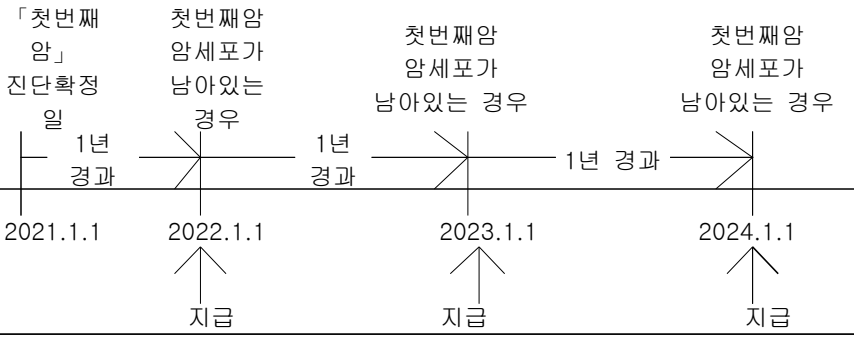 「첫번째
암」
진단확정
일
첫번째암
암세포가
남아있는
경우
첫번째암
암세포가
남아있는 경우
첫번째암
암세포가
남아있는 경우
1년
경과
1년
경과
1년 경과
2021.1.1
2022.1.1
2023.1.1
2024.1.1
지급
지급
지급